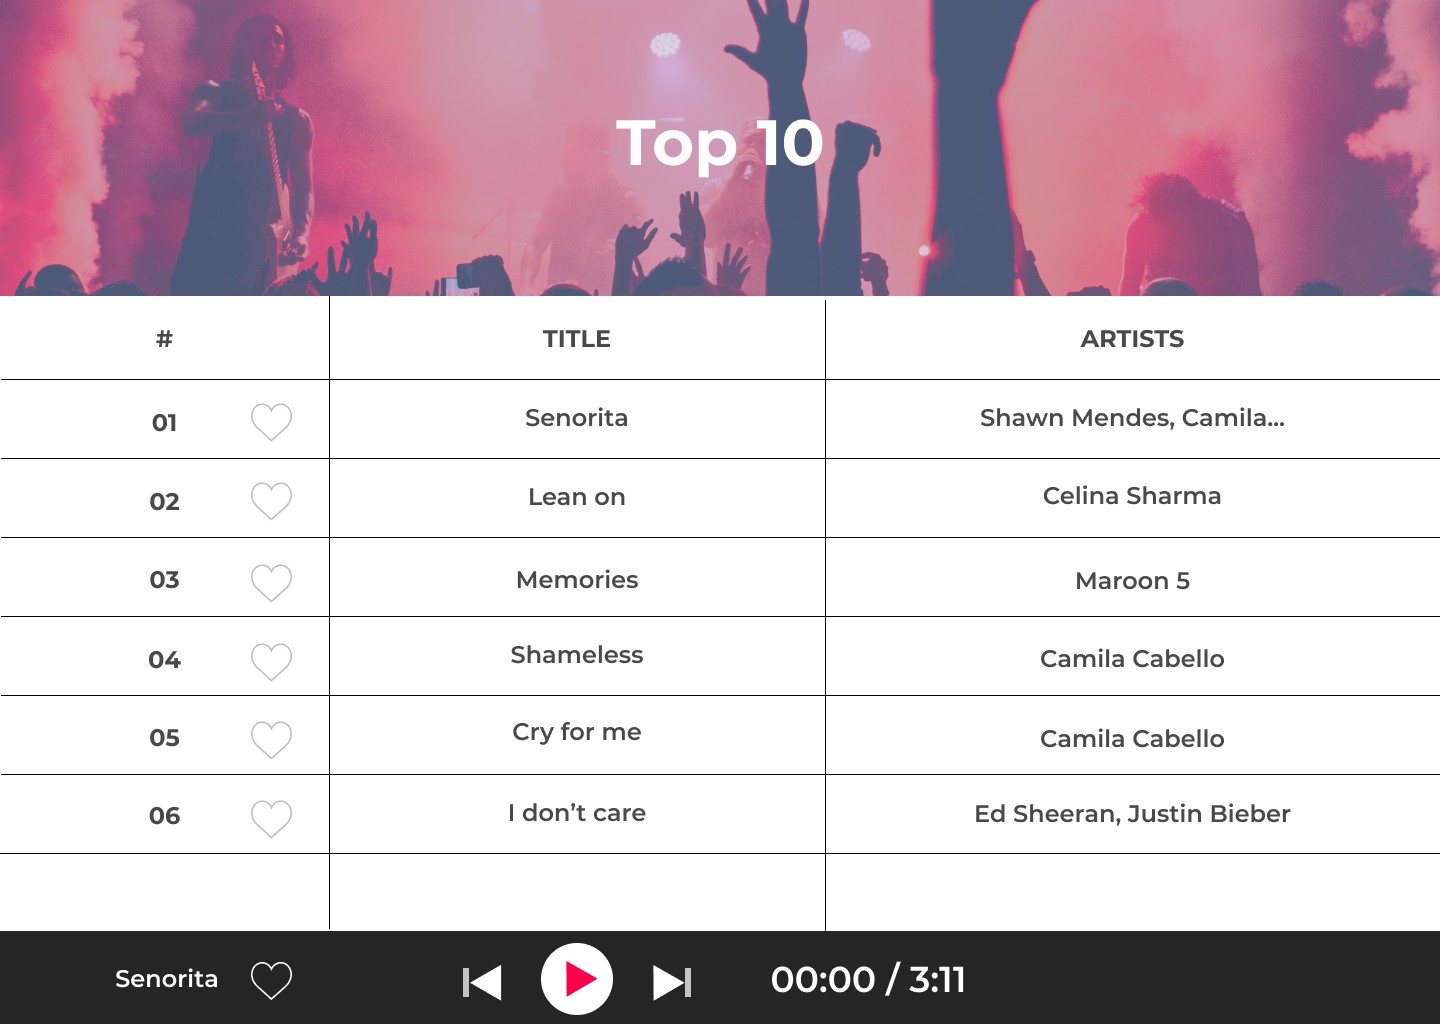 Top 10
# TITLE ARTISTS
01 Senorita Shawn Mendes, Camila...
02 Lean on Celina Sharma
03 Memories Maroon 5
04 Shameless Camila Cabello
05 Cry for me Camila Cabello
06 I don’t care Ed Sheeran, Justin Bieber
Senorita 00:00 / 3:11